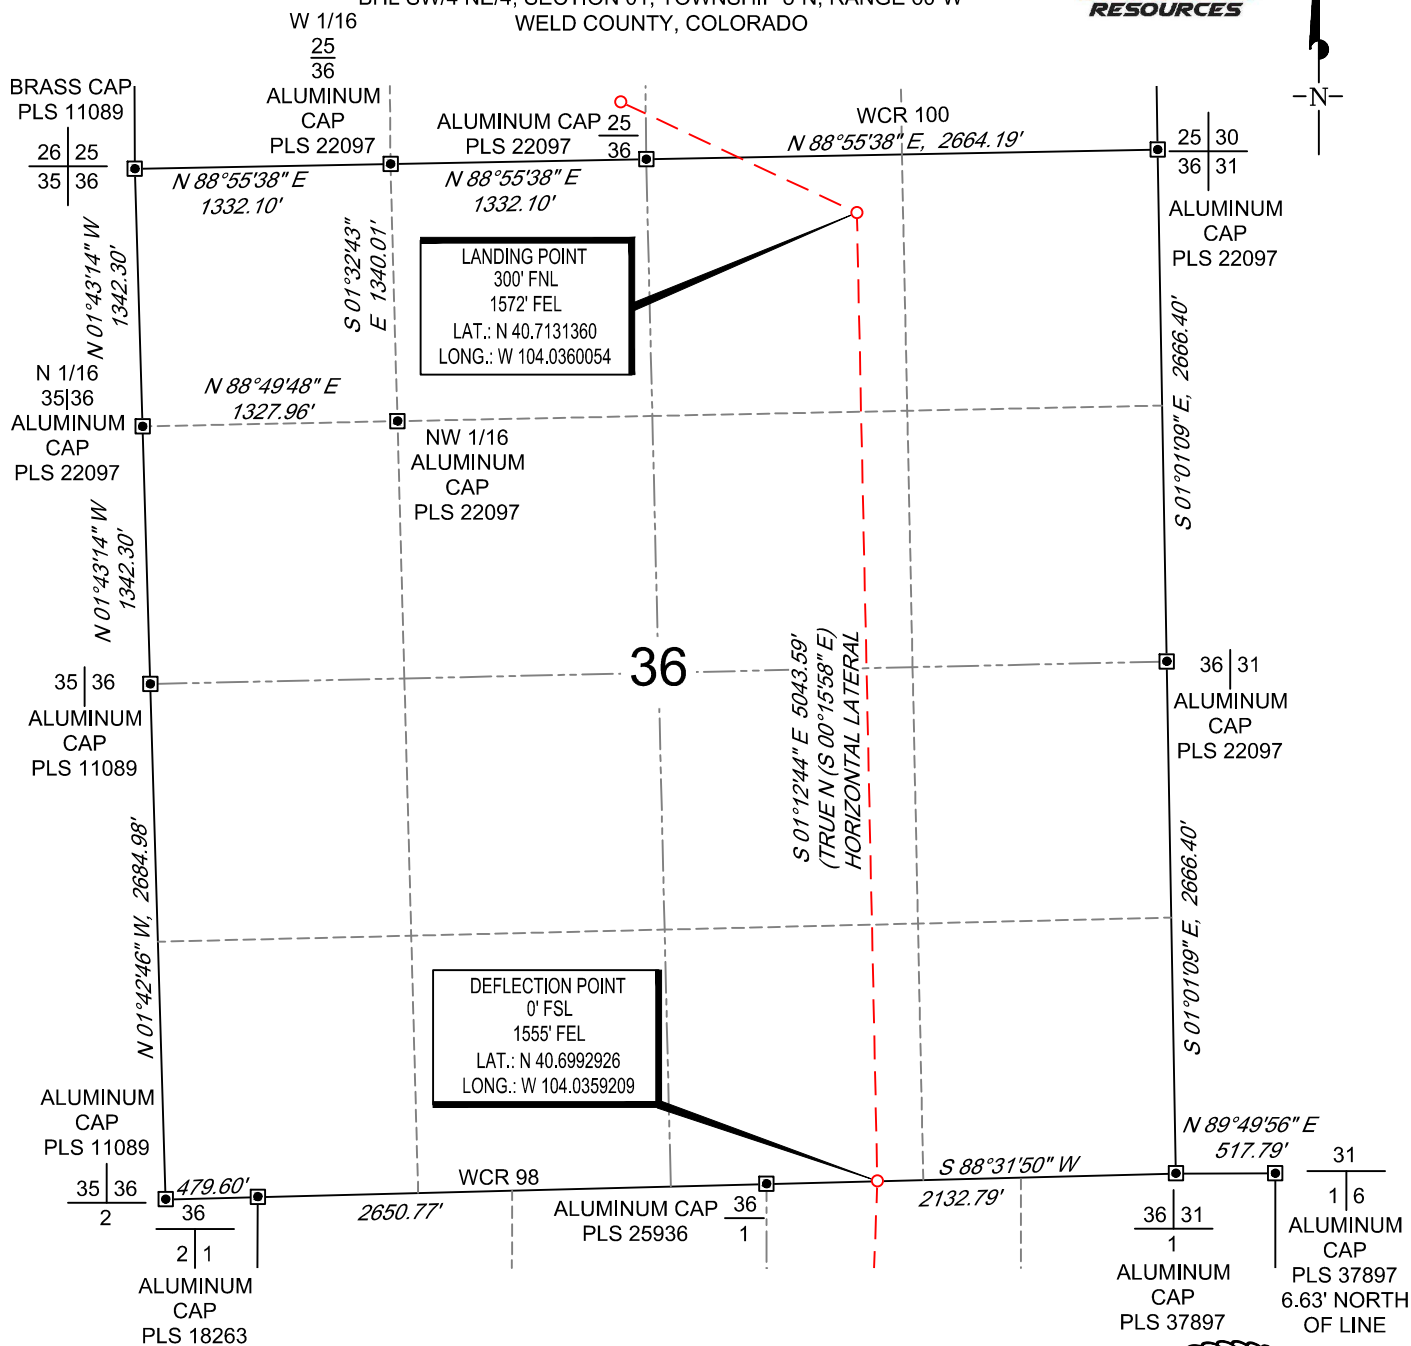 WELD COUNTY, COLORADO
RESOURCES
-N-
W 1/16
25
36
ALUMINUM
CAP
PLS 22097
BRASS CAP
PLS 11089
26 25
35 36
ALUMINUM CAP
PLS 22097
25
36
WCR 100
N 88°55'38" E, 2664.19'
25 30
36 31
ALUMINUM
CAP
PLS 22097
N 88°55'38" E
1332.10'
N 88°55'38" E
1332.10'
N 01°43'14" W
1342.30'
S 01°32'43"
E 1340.01'
LANDING POINT
300' FNL
1572' FEL
LAT.: N 40.7131360
LONG.: W 104.0360054
S 01°01'09" E, 2666.40'
N 1/16
35|36
ALUMINUM
CAP
PLS 22097
N 88°49'48" E
1327.96'
NW 1/16
ALUMINUM
CAP
PLS 22097
N 01°43'14" W
1342.30'
36
35 36
ALUMINUM
CAP
PLS 11089
36 31
ALUMINUM
CAP
PLS 22097
S 01°12'44" E 5043.59'
(TRUE N (S 00°15'58" E)
HORIZONTAL LATERAL
N 01°42'46" W, 2684.98'
S 01°01'09" E, 2666.40'
DEFLECTION POINT
0' FSL
1555' FEL
LAT.: N 40.6992926
LONG.: W 104.0359209
ALUMINUM
CAP
PLS 11089
35 36
2
479.60'
36
2 1
ALUMINUM
CAP
PLS 18263
WCR 98
2650.77'
ALUMINUM CAP
PLS 25936
36
1
S 88°31'50" W
2132.79'
N 89°49'56" E
517.79'
36 31
1
ALUMINUM
CAP
PLS 37897
31
1 6
ALUMINUM
CAP
PLS 37897
6.63' NORTH
OF LINE